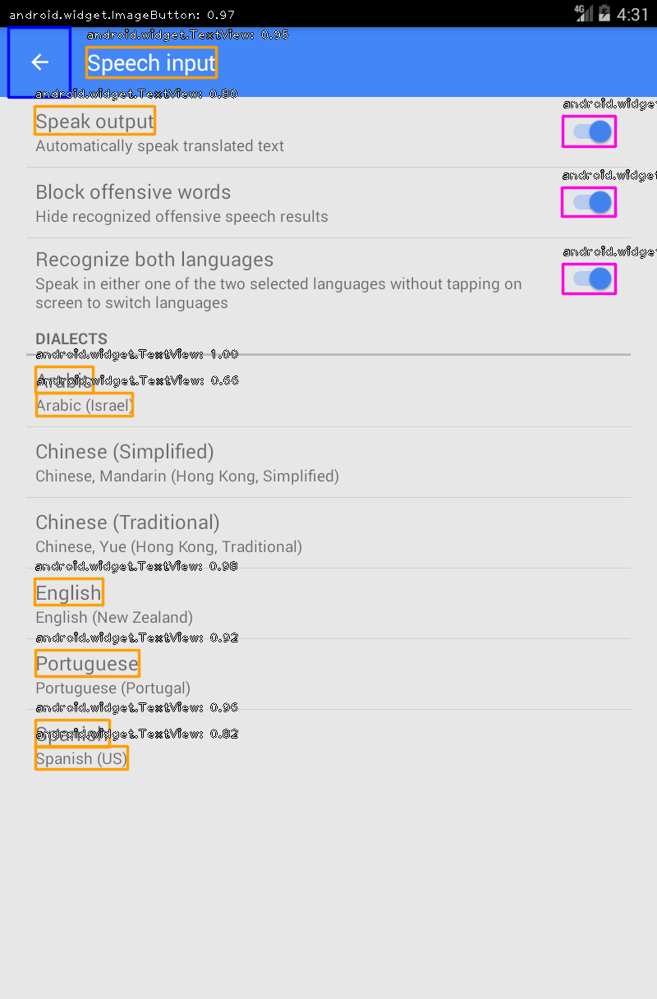 android.widget.ImageButton: 0.97
4G 4:31
android.widget.TextView: 0.95
Speech input
android.widget.TextView: 0.80
android.widget
Speak output
Automatically speak translated text
android.widget
Block offensive words
Hide recognized offensive speech results
android.widget
Recognize both languages
Speak in either one of the two selected languages without tapping on
screen to switch languages
DIALECTS
android.widget.TextView: 1.00
Arabic
android.widget.TextView: 0.66
Arabic (Israel)
Chinese (Simplified)
Chinese, Mandarin (Hong Kong, Simplified)
Chinese (Traditional)
Chinese, Yue (Hong Kong, Traditional)
android.widget.TextView: 0.98
English
English (New Zealand)
android.widget.TextView: 0.92
Portuguese
Portuguese (Portugal)
android.widget.TextView: 0.96
Spanish
android.widget.TextView: 0.82
Spanish (US)